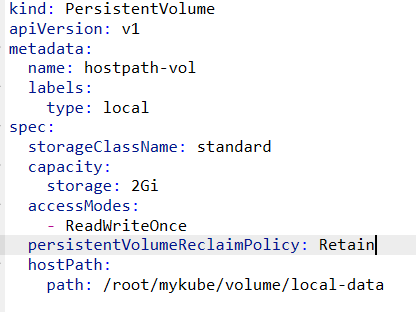 kind: PersistentVolume
apiVersion: v1
metadata:
  name: hostpath-vol
  labels:
    type: local
spec:
  storageClassName: standard
  capacity:
    storage: 2Gi
  accessModes:
    - ReadWriteOnce
  persistentVolumeReclaimPolicy: Retain
  hostPath:
    path: /root/mykube/volume/local-data